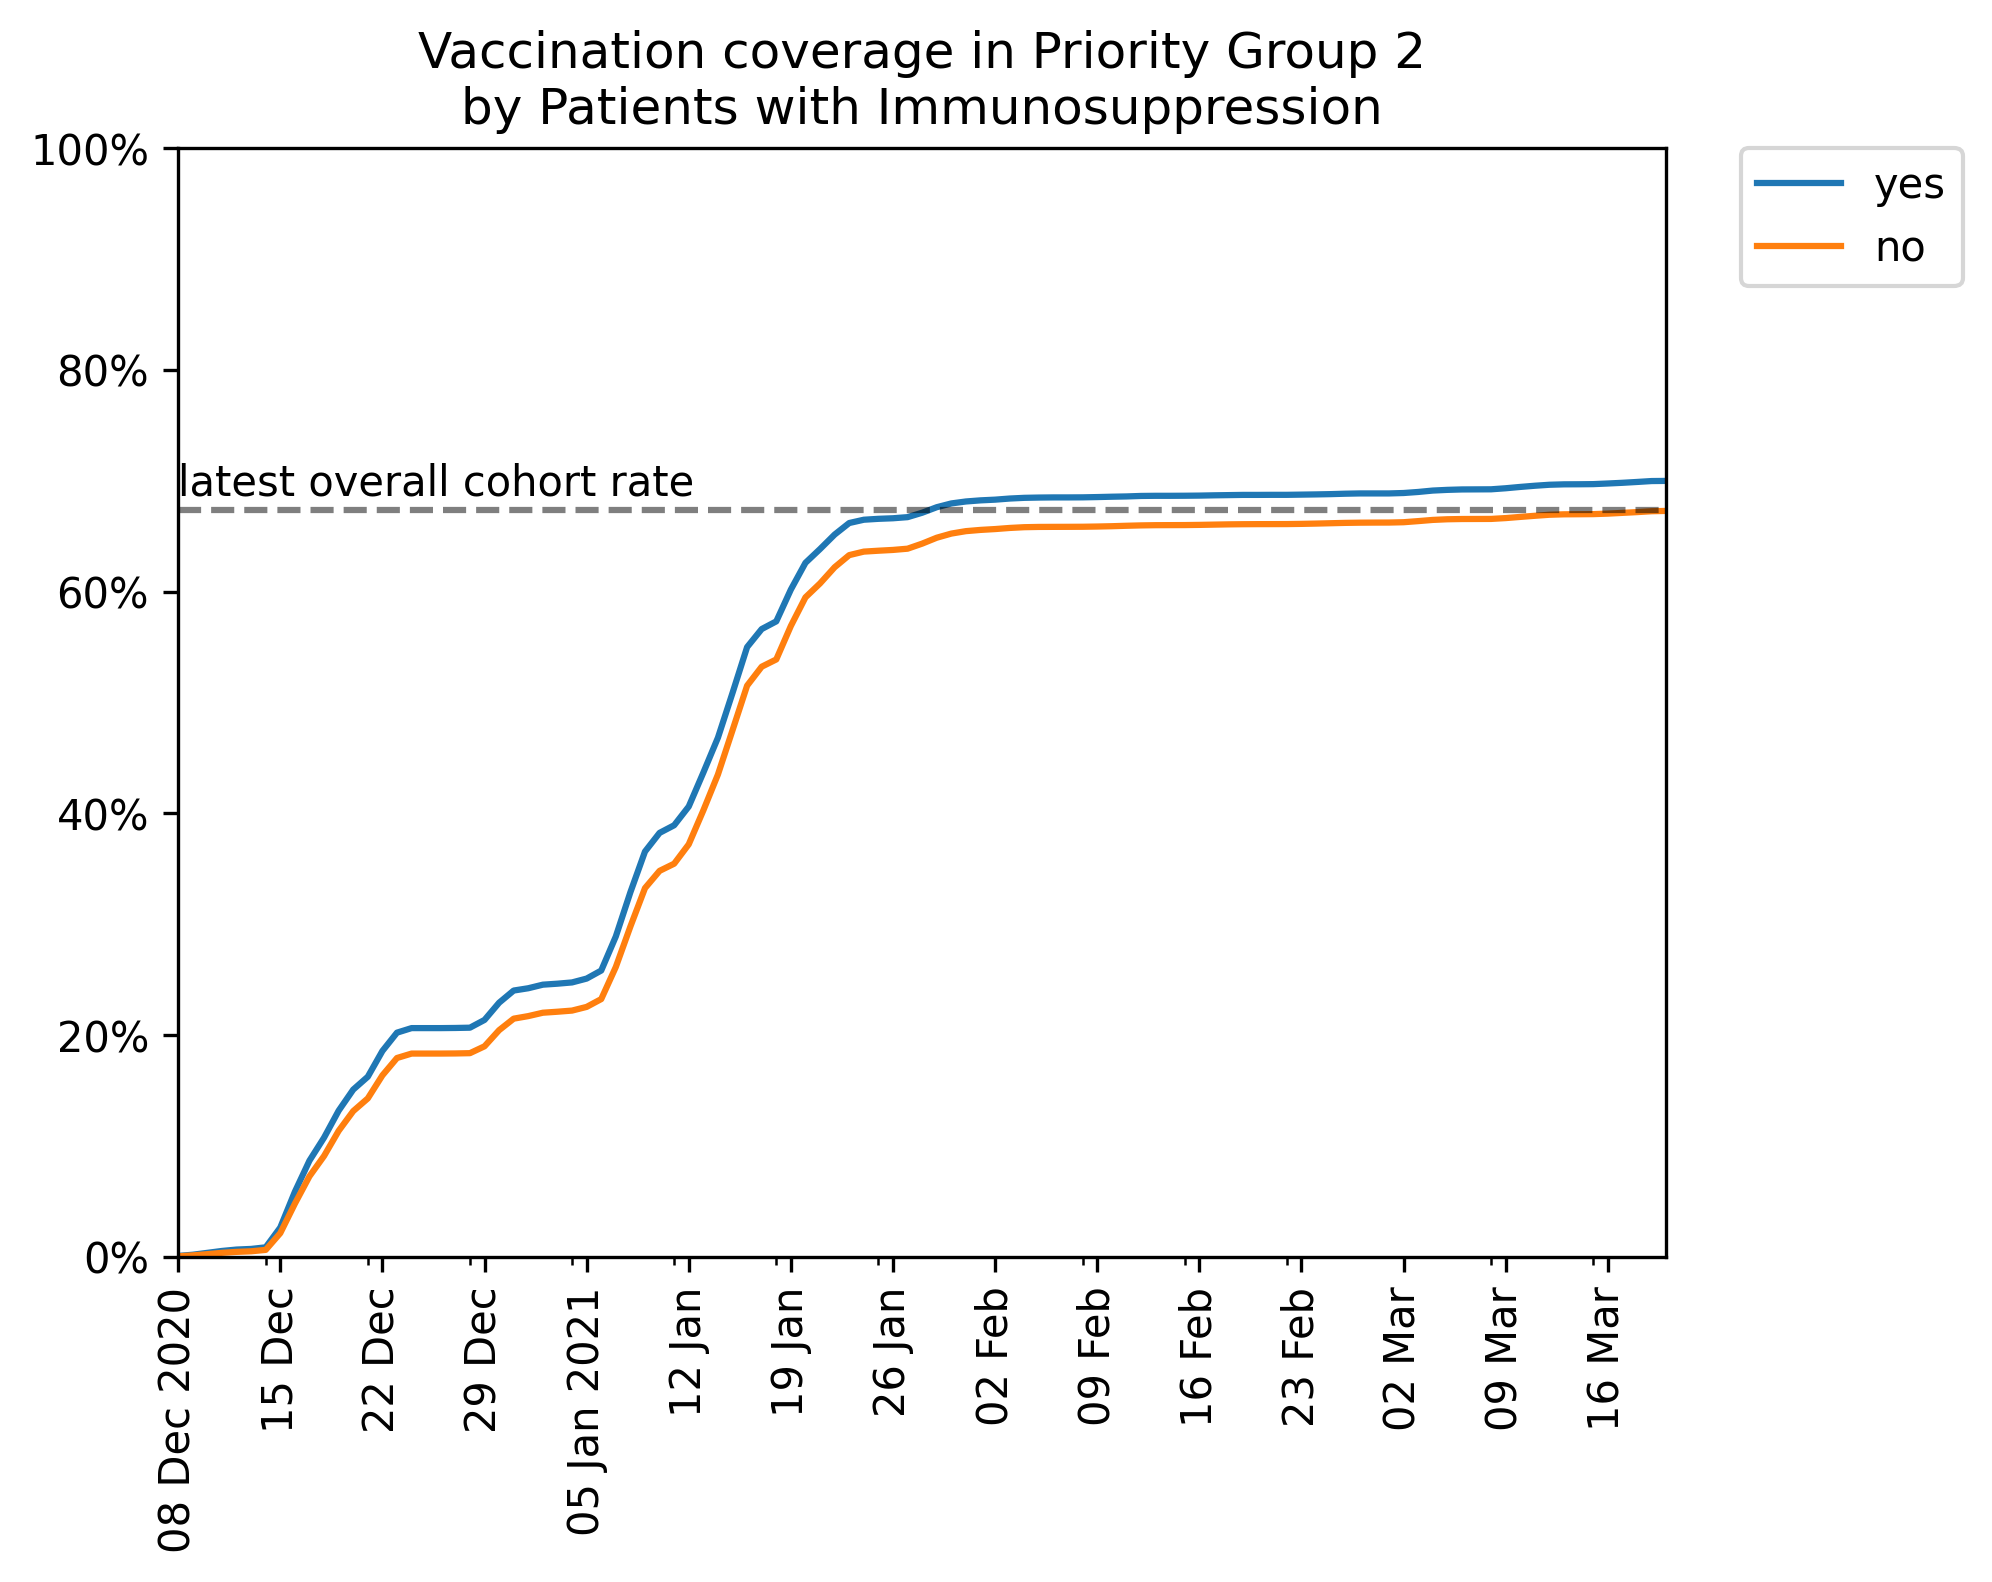 Vaccination coverage in Priority Group 2
by Patients with Immunosuppression
100%
80%
60%
40%
20%
0%
latest overall cohort rate
yes
no
08 Dec 2020
15 Dec
22 Dec
29 Dec
05 Jan 2021
12 Jan
19 Jan
26 Jan
02 Feb
09 Feb
16 Feb
23 Feb
02 Mar
09 Mar
16 Mar